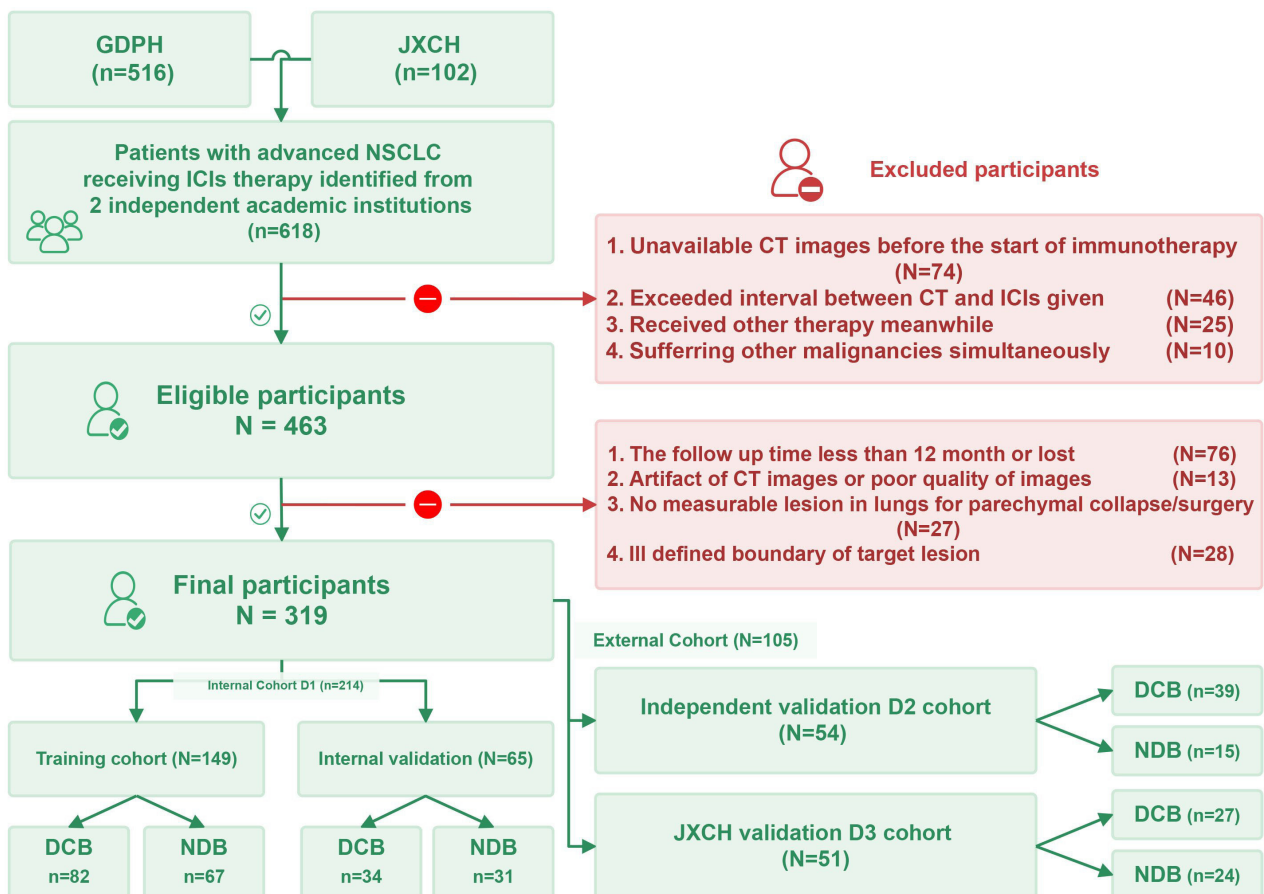 GDPH
(n=516)
JXCH
(n=102)
Patients with advanced NSCLC
receiving ICIs therapy identified from
2 independent academic institutions
(n=618)
Excluded participants
1. Unavailable CT images before the start of immunotherapy
(N=74)
2. Exceeded interval between CT and ICIs given (N=46)
3. Received other therapy meanwhile (N=25)
4. Sufferring other malignancies simultaneously (N=10)
Eligible participants
N = 463
1. The follow up time less than 12 month or lost (N=76)
2. Artifact of CT images or poor quality of images (N=13)
3. No measurable lesion in lungs for parechymal collapse/surgery
(N=27)
4. Ill defined boundary of target lesion (N=28)
Final participants
N = 319
External Cohort (N=105)
Internal Cohort D1 (n=214)
Training cohort (N=149)
Internal validation (N=65)
DCB
n=82
NDB
n=67
DCB
n=34
NDB
n=31
Independent validation D2 cohort
(N=54)
DCB (n=39)
NDB (n=15)
JXCH validation D3 cohort
(N=51)
DCB (n=27)
NDB (n=24)